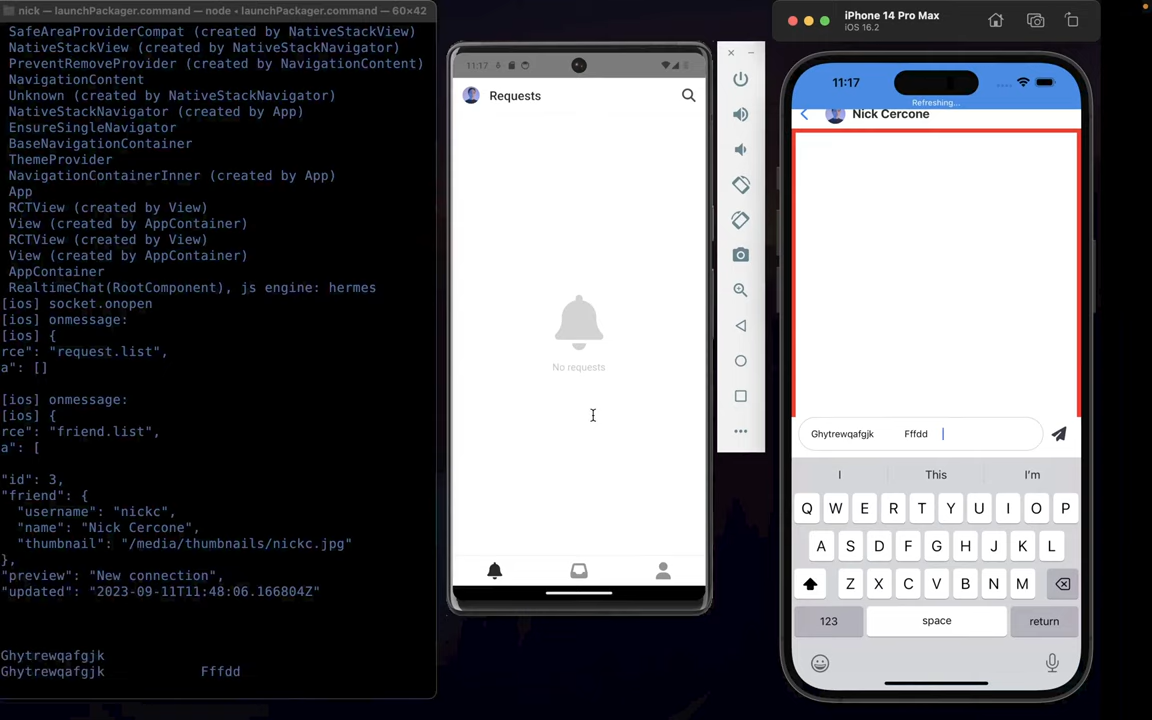 nick — launchPackager.command — node ◂ launchPackager.command — 60×42
SafeAreaProviderCompat (created by NativeStackView)
NativeStackView (created by NativeStackNavigator)
PreventRemoveProvider (created by NavigationContent)
NavigationContent
Unknown (created by NativeStackNavigator)
NativeStackNavigator (created by App)
EnsureSingleNavigator
BaseNavigationContainer
ThemeProvider
NavigationContainerInner (created by App)
App
RCTView (created by View)
View (created by AppContainer)
RCTView (created by View)
View (created by AppContainer)
AppContainer
RealtimeChat(RootComponent), js engine: hermes
[ios] socket.onopen
[ios] onmessage:
[ios] {
rce": "request.list",
a": []
[ios] onmessage:
[ios] {
rce": "friend.list",
a": [
"id": 3,
"friend": {
"username": "nickc",
"name": "Nick Cercone",
"thumbnail": "/media/thumbnails/nickc.jpg"
},
"preview": "New connection",
"updated": "2023-09-11T11:48:06.166804Z"
Ghytrewqafgjk
Ghytrewqafgjk Fffdd
11:17
Requests
No requests
iPhone 14 Pro Max
iOS 16.2
11:17
Refreshing...
Nick Cercone
Ghytrewqafgjk Fffdd
I This I'm
Q W E R T Y U I O P
A S D F G H J K L
Z X C V B N M
123 space return